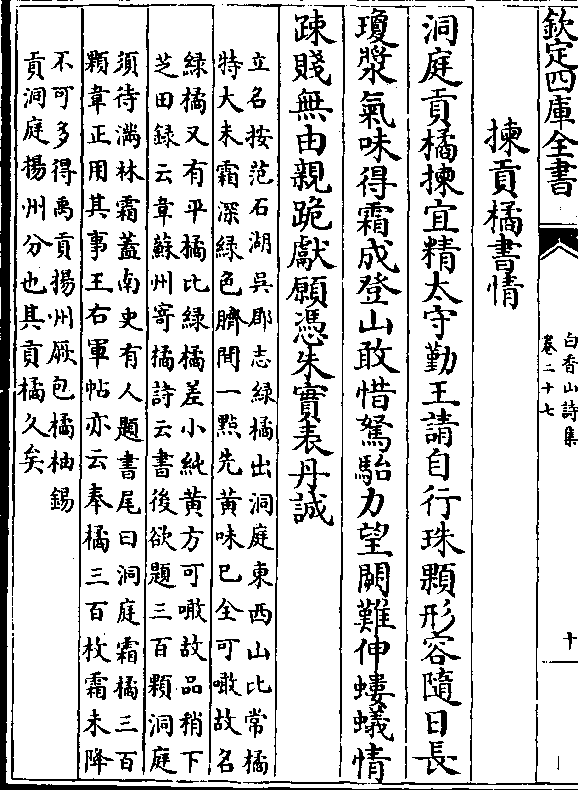 欽定四庫全書
白香山詩集
卷二十七
十
揀貢橘書情
洞庭貢橘揀宜精太守勤王請自行珠顆形容隨日長
瓊漿氣味得霜成登山敢惜駑駘力望闕難伸螻蟻情
疎賤無由親跪獻願憑朱實表丹誠
立名按范石湖吳郡志綠橘出洞庭東西山比常橘
特大未霜深綠色臍間一㸃先黃味已全可噉故名
綠橘又有平橘比綠橘差小純黃方可噉故品稍下
芝田録云韋蘇州寄橘詩云書後欲題三百顆洞庭
須待滿林霜蓋南史有人題書尾曰洞庭霜橘三百
顆韋正用其事王右軍帖亦云奉橘三百枚霜未降
不可多得禹貢揚州厥包橘柚錫
貢洞庭揚州分也其貢橘久矣